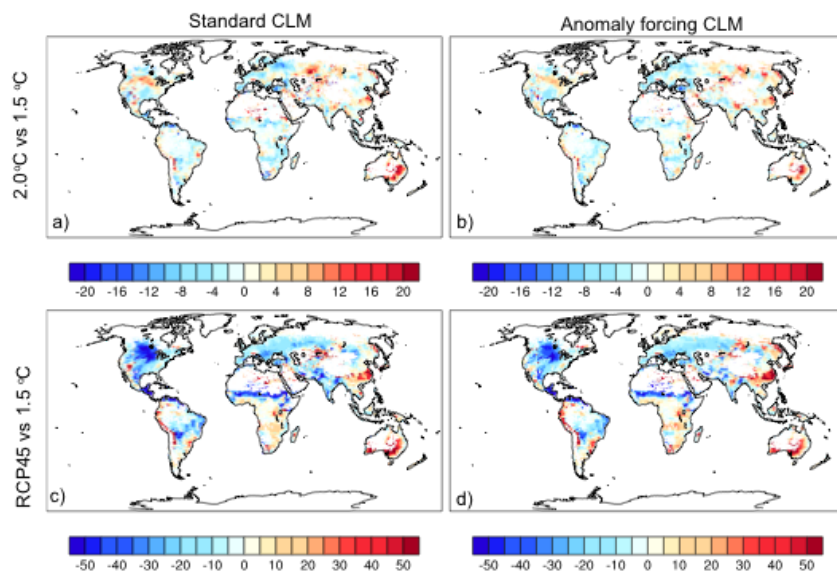 Standard CLM
Anomaly forcing CLM
2.0°C vs 1.5 °C
a)
b)
-20 -16 -12 -8 -4 0 4 8 12 16 20
-20 -16 -12 -8 -4 0 4 8 12 16 20
RCP45 vs 1.5 °C
c)
d)
-50 -40 -30 -20 -10 0 10 20 30 40 50
-50 -40 -30 -20 -10 0 10 20 30 40 50